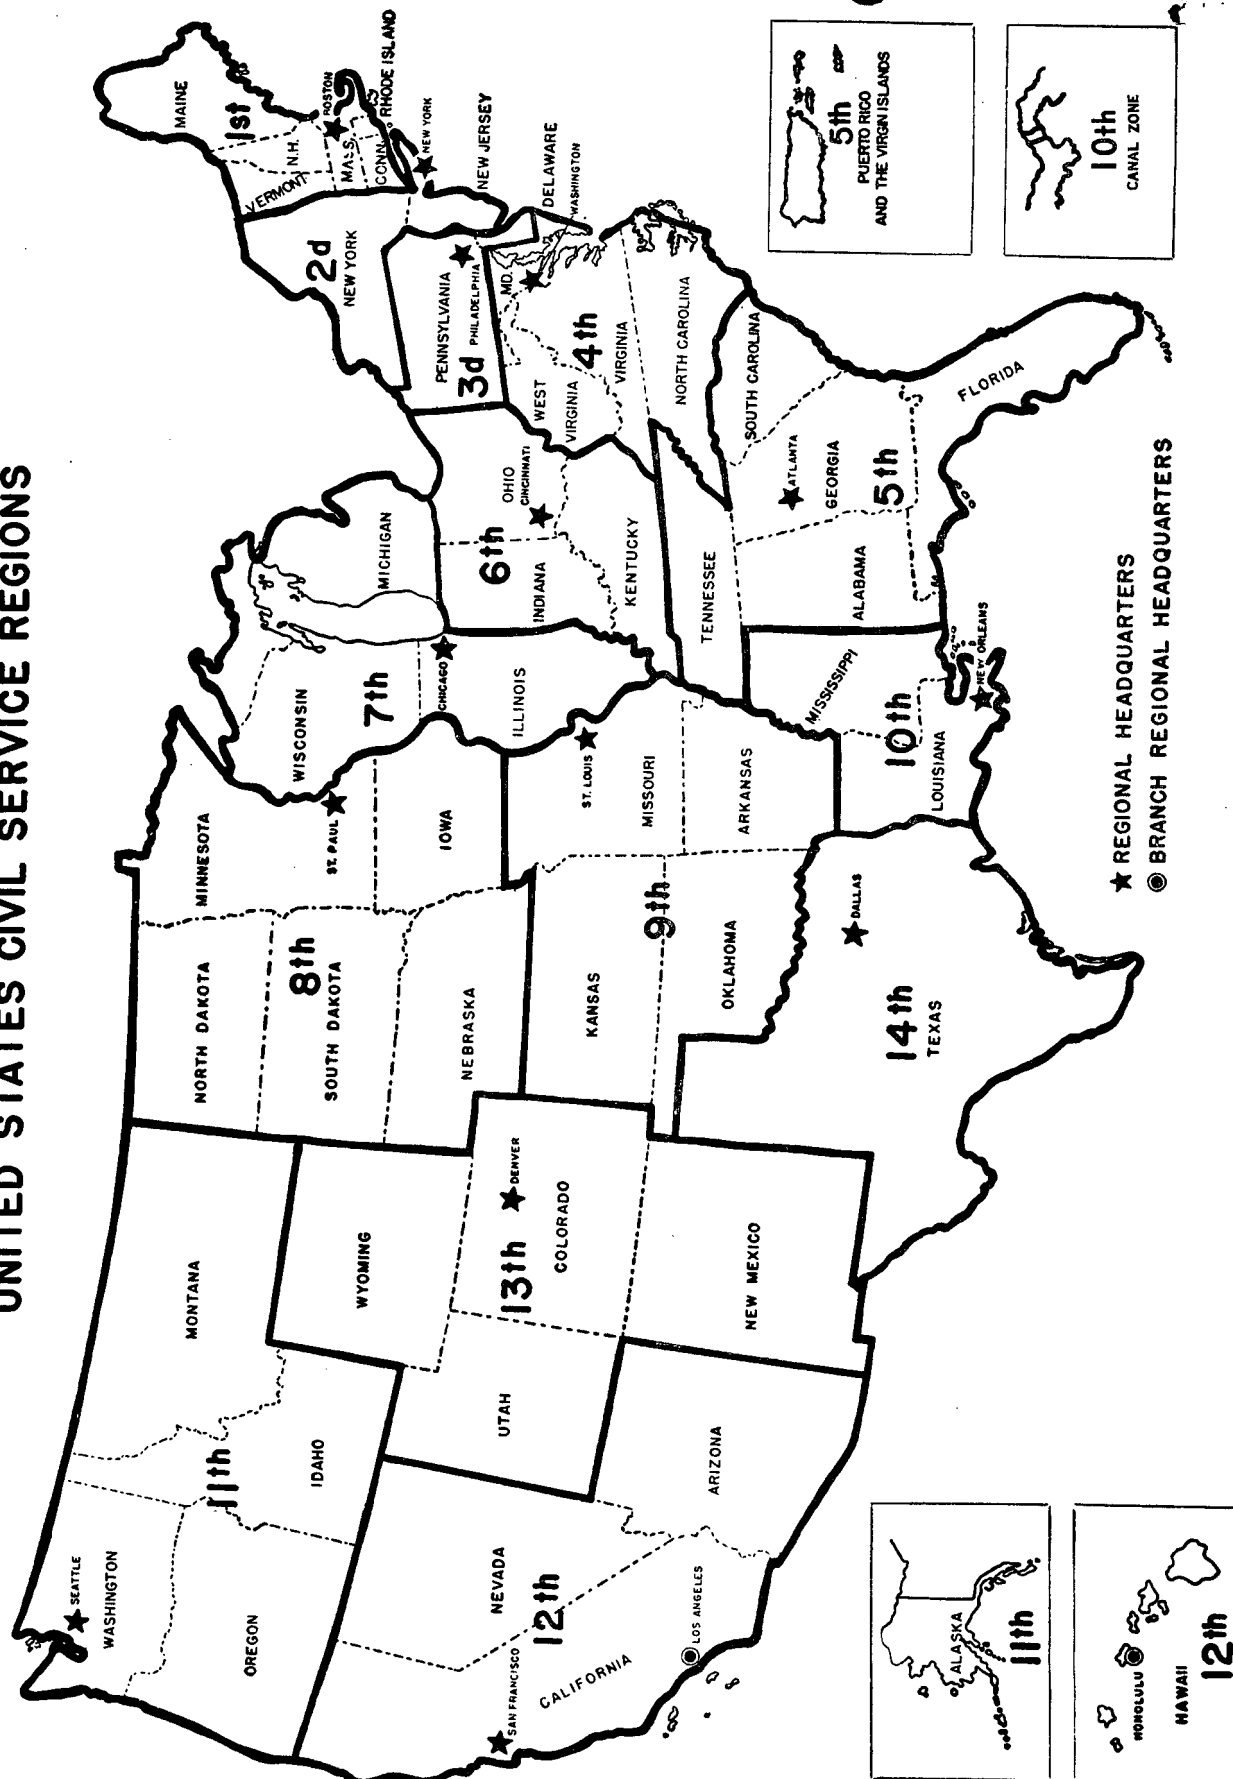 UNITED STATES CIVIL SERVICE REGIONS
SEATTLE
WASHINGTON
OREGON
11th
IDAHO
MONTANA
WYOMING
NEVADA
12th
SAN FRANCISCO
CALIFORNIA
LOS ANGELES
UTAH
ARIZONA
13th
DENVER
COLORADO
NEW MEXICO
NORTH DAKOTA
8th
SOUTH DAKOTA
NEBRASKA
MINNESOTA
ST. PAUL
IOWA
KANSAS
9th
OKLAHOMA
ST. LOUIS
MISSOURI
ARKANSAS
14th
TEXAS
DALLAS
WISCONSIN
7th
CHICAGO
ILLINOIS
MICHIGAN
6th
INDIANA
OHIO
CINCINNATI
KENTUCKY
TENNESSEE
MISSISSIPPI
10th
LOUISIANA
NEW ORLEANS
ALABAMA
ATLANTA
GEORGIA
5th
SOUTH CAROLINA
FLORIDA
NORTH CAROLINA
VIRGINIA
4th
WEST
VIRGINIA
MD.
WASHINGTON
DELAWARE
PENNSYLVANIA
3d
PHILADELPHIA
NEW JERSEY
2d
NEW YORK
NEW YORK
MAINE
1st
N.H.
VERMONT
BOSTON
MASS.
CONN.
RHODE ISLAND
5th
PUERTO RICO
AND THE VIRGIN ISLANDS
10th
CANAL ZONE
ALASKA
11th
HONOLULU
HAWAII
12th
★ REGIONAL HEADQUARTERS
◉ BRANCH REGIONAL HEADQUARTERS